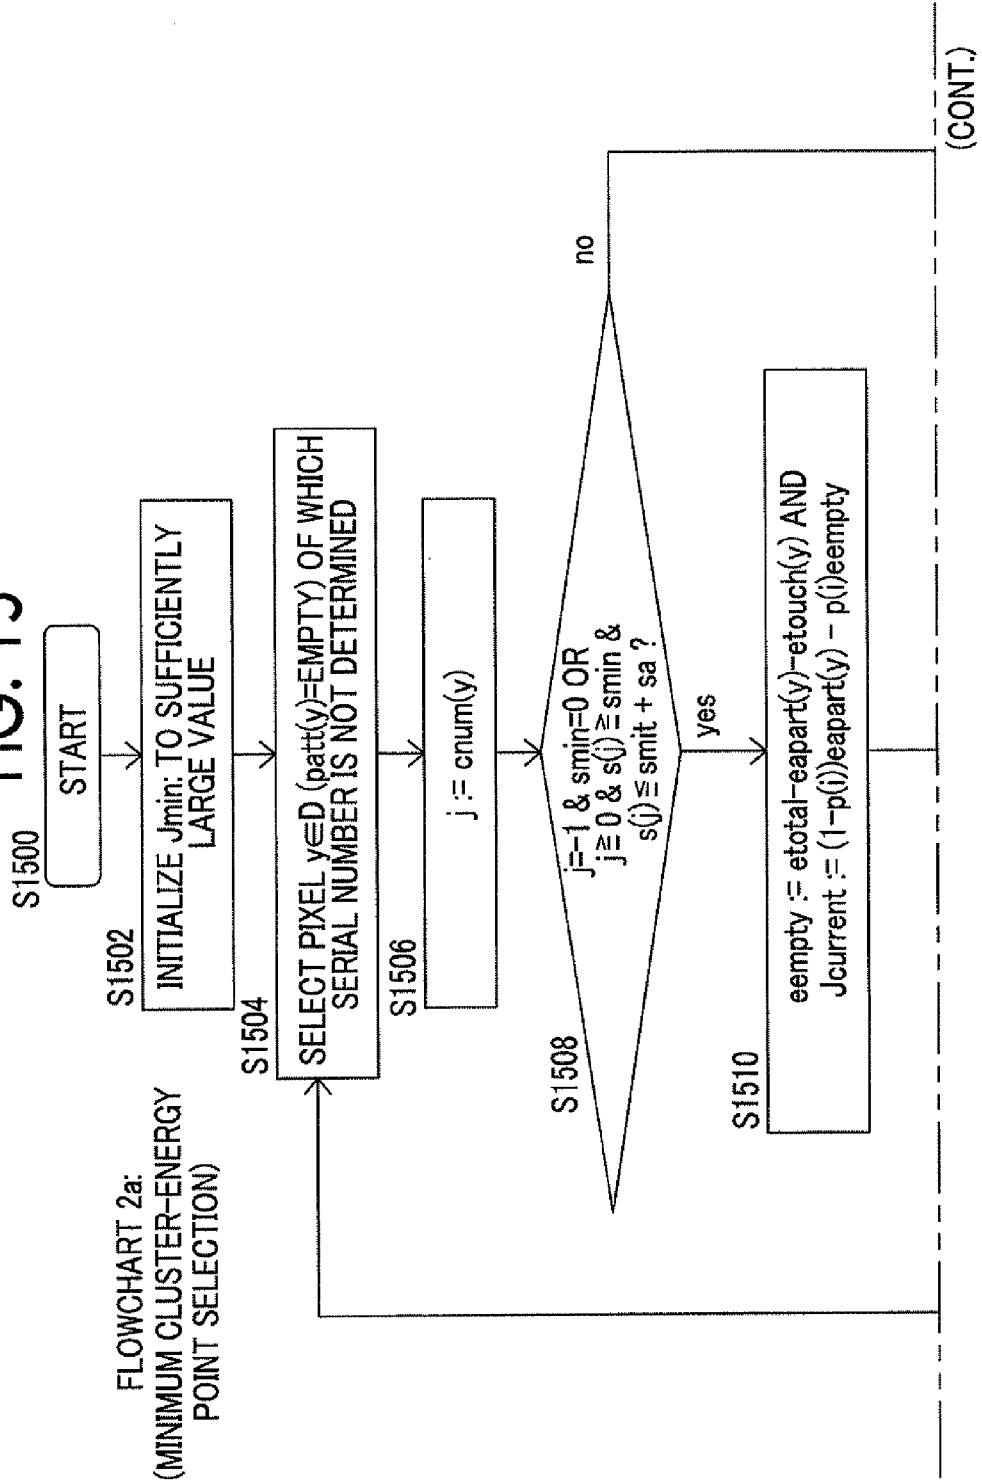 FIG. 15
FLOWCHART 2a:
(MINIMUM CLUSTER-ENERGY
POINT SELECTION)
S1500
START
S1502
INITIALIZE Jmin: TO SUFFICIENTLY
LARGE VALUE
S1504
SELECT PIXEL y∈D (patt(y)=EMPTY) OF WHICH
SERIAL NUMBER IS NOT DETERMINED
S1506
j := cnum(y)
S1508
j=-1 & smin=0 OR
j≧0 & s(j)≧smin &
s(j)≦smit + sa ?
no
yes
S1510
eempty := etotal-eapart(y)-etouch(y) AND
Jcurrent := (1-p(i))eapart(y) - p(i)eempty
(CONT.)